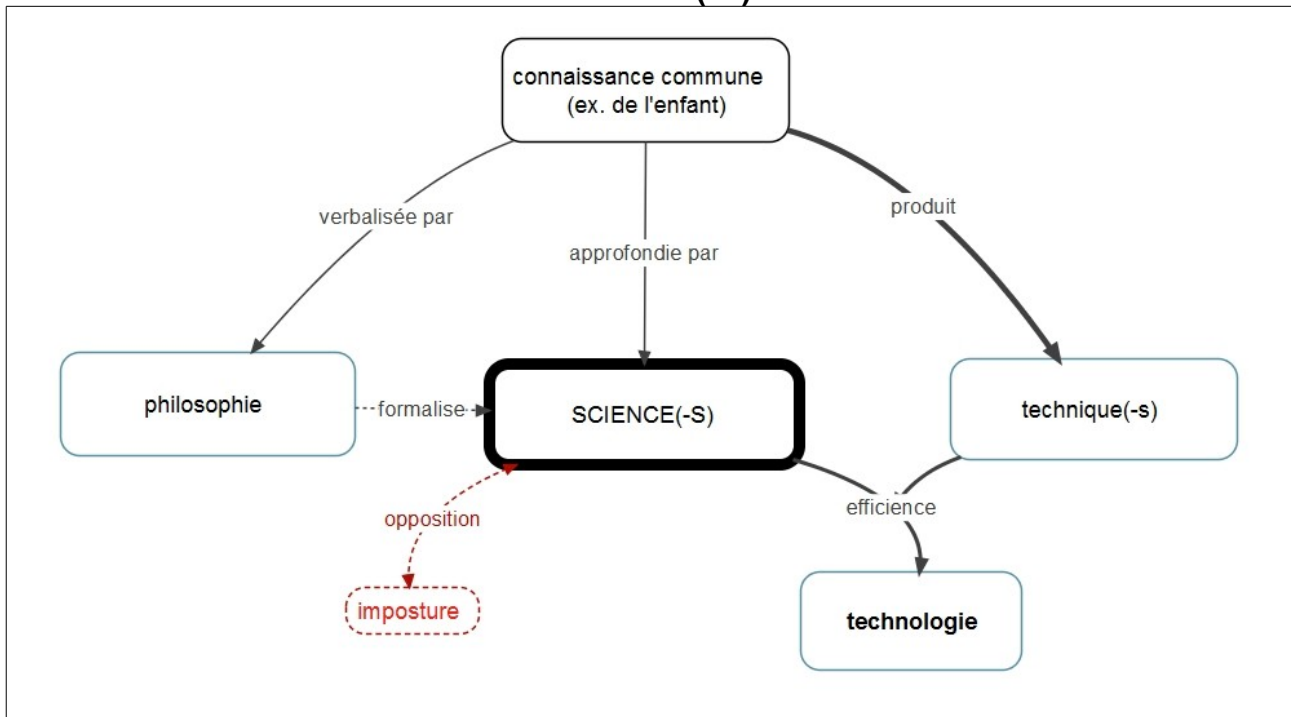 connaissance commune
(ex. de l'enfant)
verbalisée par
produit
approfondie par
philosophie
formalise
SCIENCE(-S)
technique(-s)
opposition
efficience
imposture
technologie